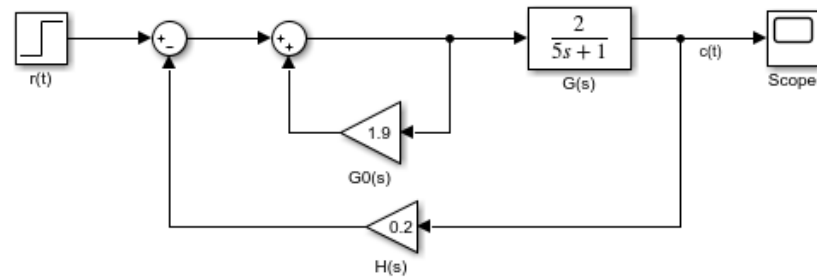 +
−
+
+
2
5s + 1
r(t)
G(s)
c(t)
Scope
1.9
G0(s)
0.2
H(s)